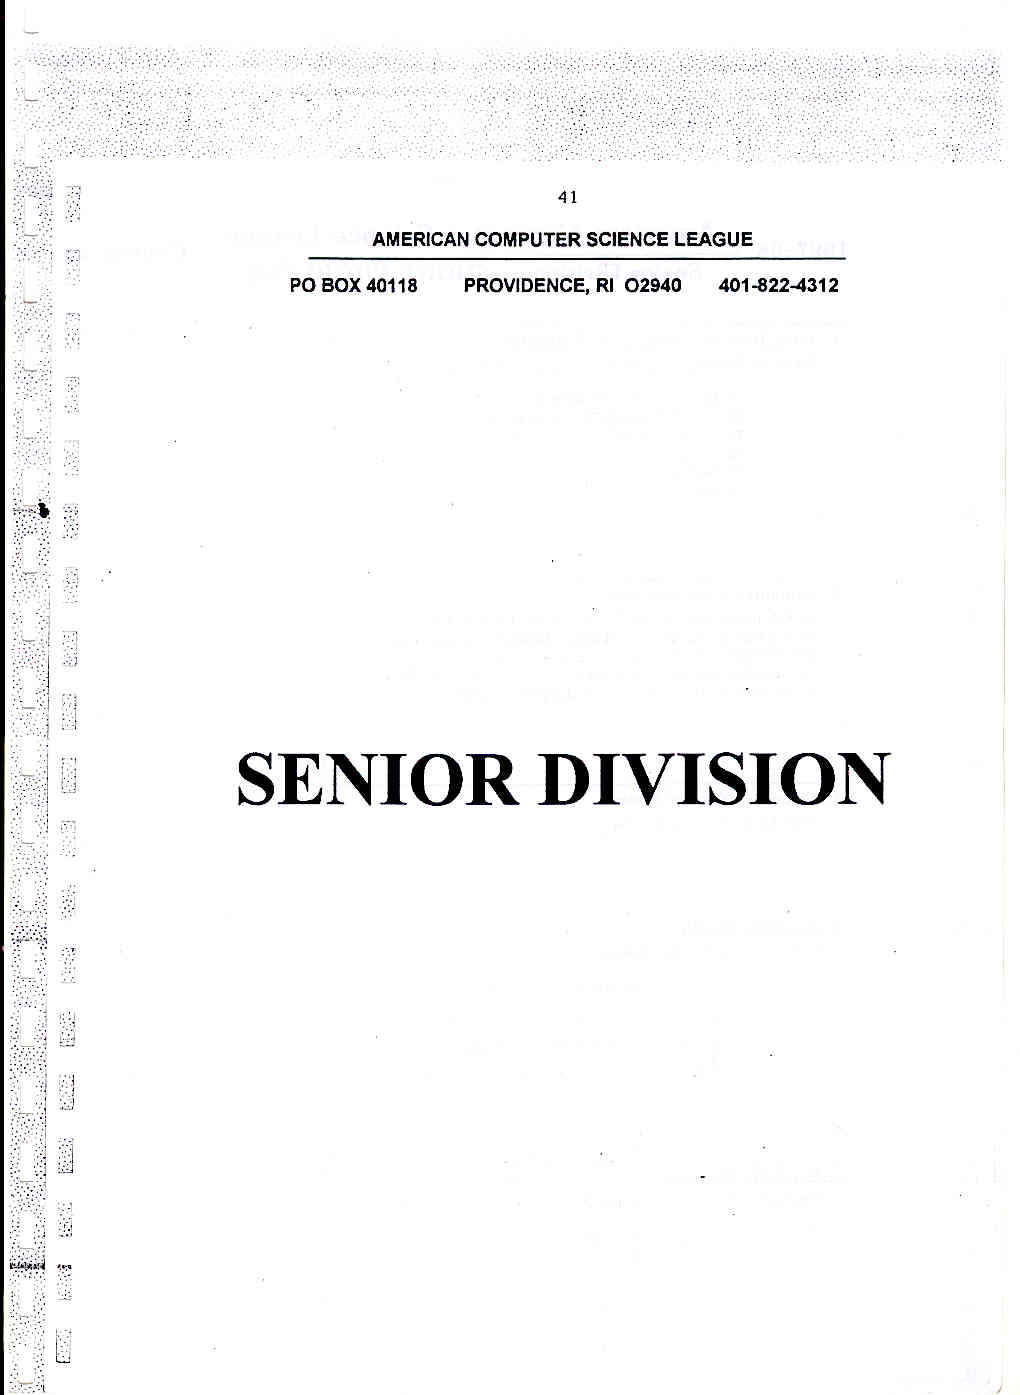 41
AMERICAN COMPUTER SCIENCE LEAGUE
PO BOX 40118 PROVIDENCE, RI O2940 401-822-4312
SENIOR DIVISION